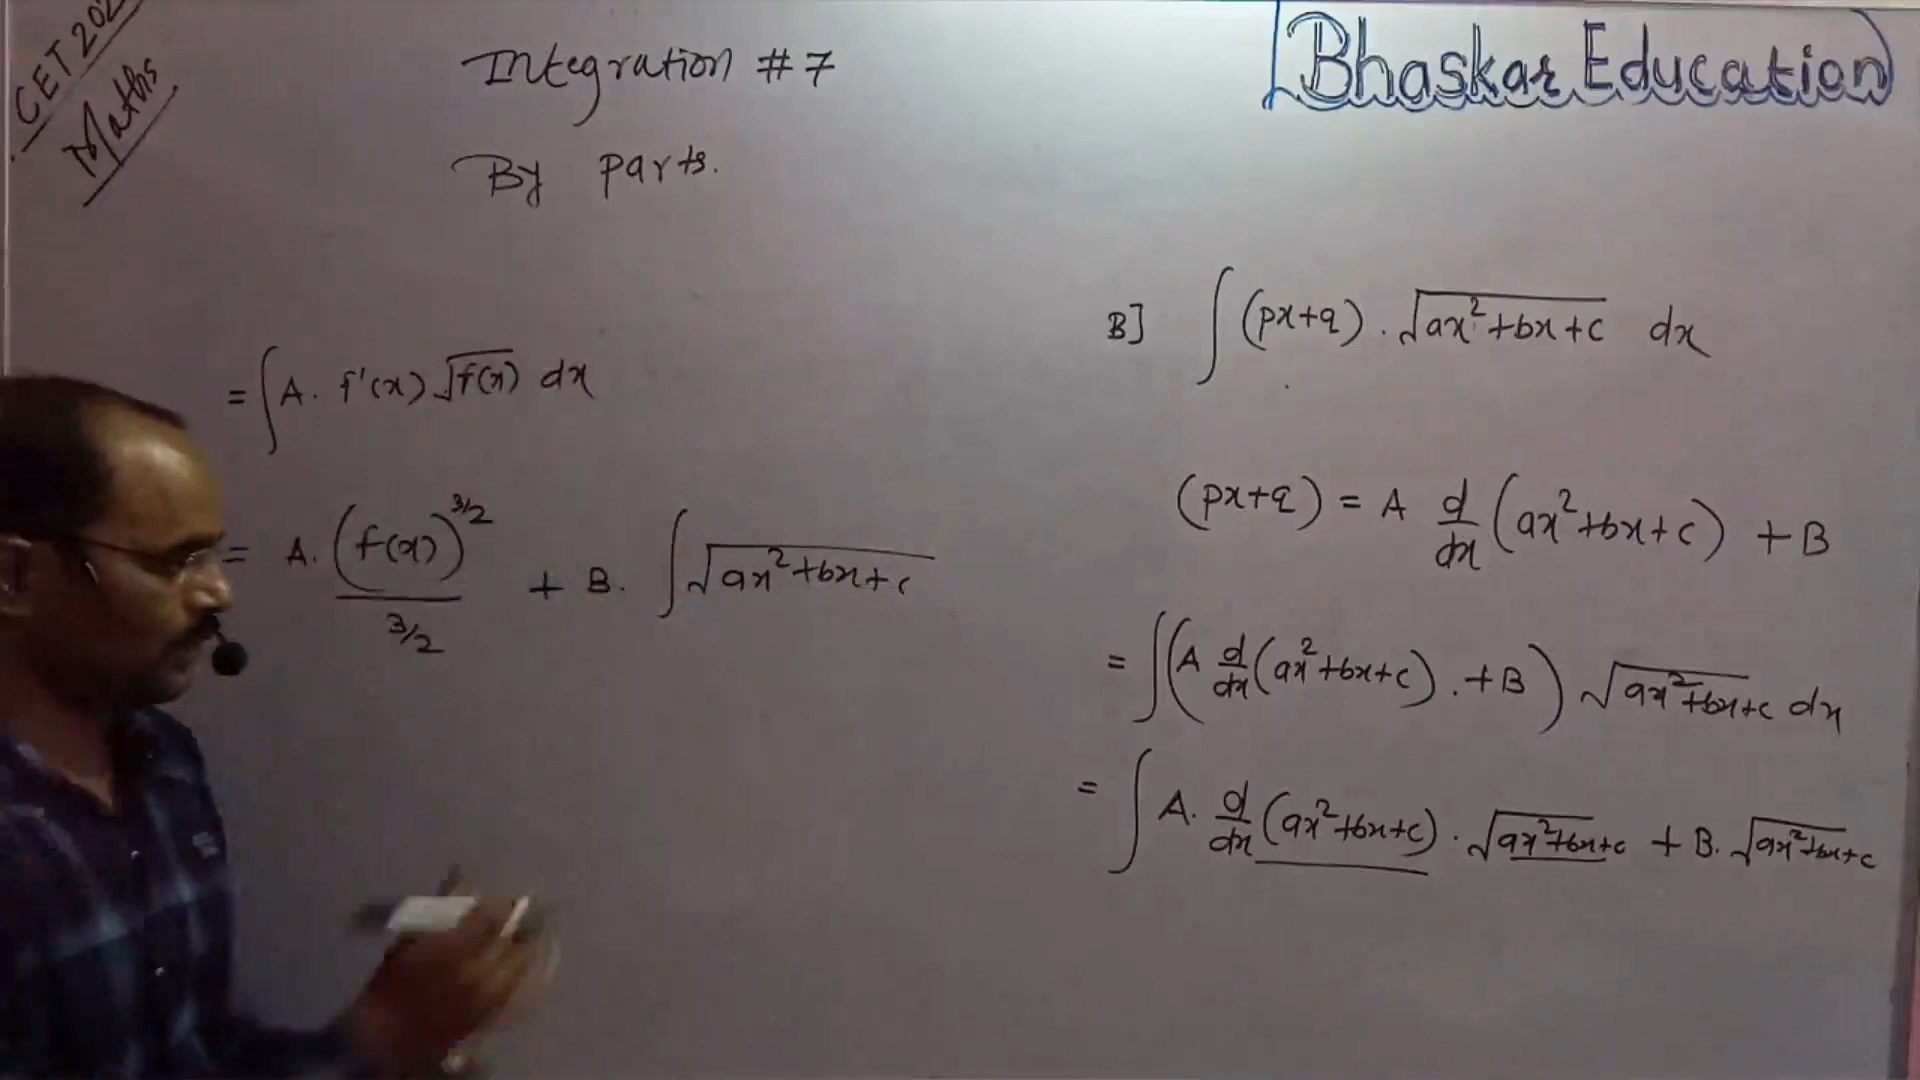 CET 202
Maths
Integration #7
By parts.
Bhaskar Education
= ∫ A. f'(x) √f(x) dx
= A. (f(x))^3/2 / 3/2 + B. ∫ √ax²+bx+c
B] ∫ (px+q) . √ax²+bx+c dx
(px+q) = A d/dx (ax²+bx+c) + B
= ∫ (A d/dx (ax²+bx+c) . + B) √ax²+bx+c dx
= ∫ A. d/dx (ax²+bx+c) . √ax²+bx+c + B. √ax²+bx+c